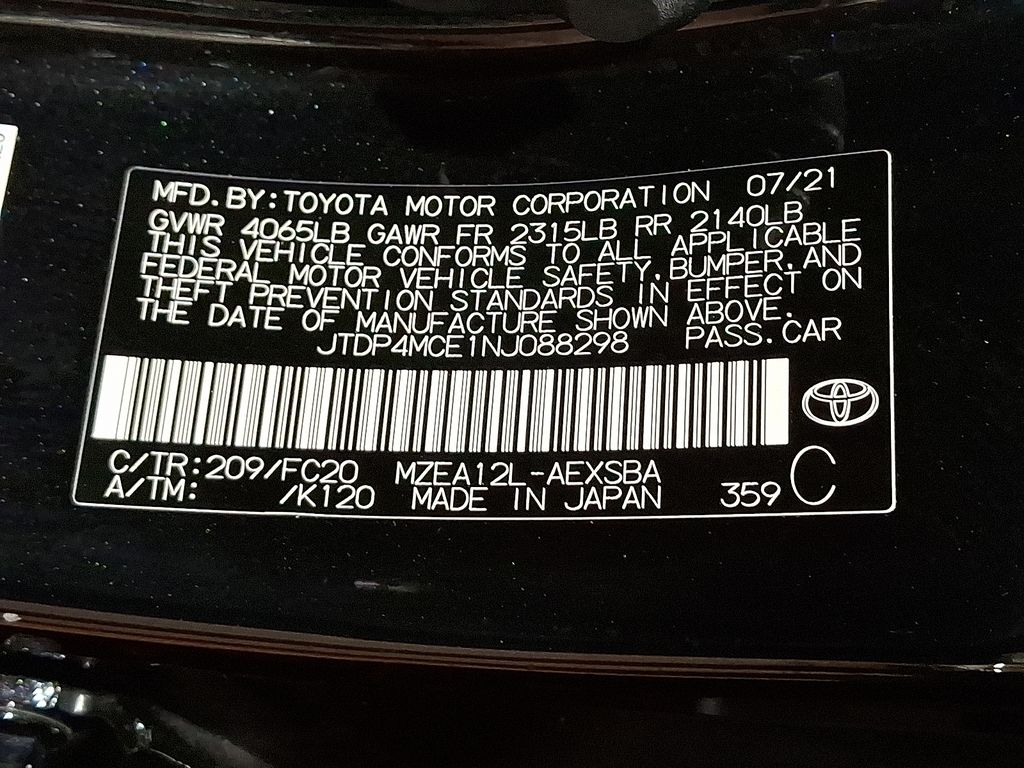 MFD.BY:TOYOTA MOTOR CORPORATION 07/21
GVWR 4065LB GAWR FR 2315LB RR 2140LB
THIS VEHICLE CONFORMS TO ALL APPLICABLE
FEDERAL MOTOR VEHICLE SAFETY,BUMPER,AND
THEFT PREVENTION STANDARDS IN EFFECT ON
THE DATE OF MANUFACTURE SHOWN ABOVE.
JTDP4MCE1NJ088298 PASS.CAR
C/TR:209/FC20 MZEA12L-AEXSBA
A/TM: /K120 MADE IN JAPAN 359 C